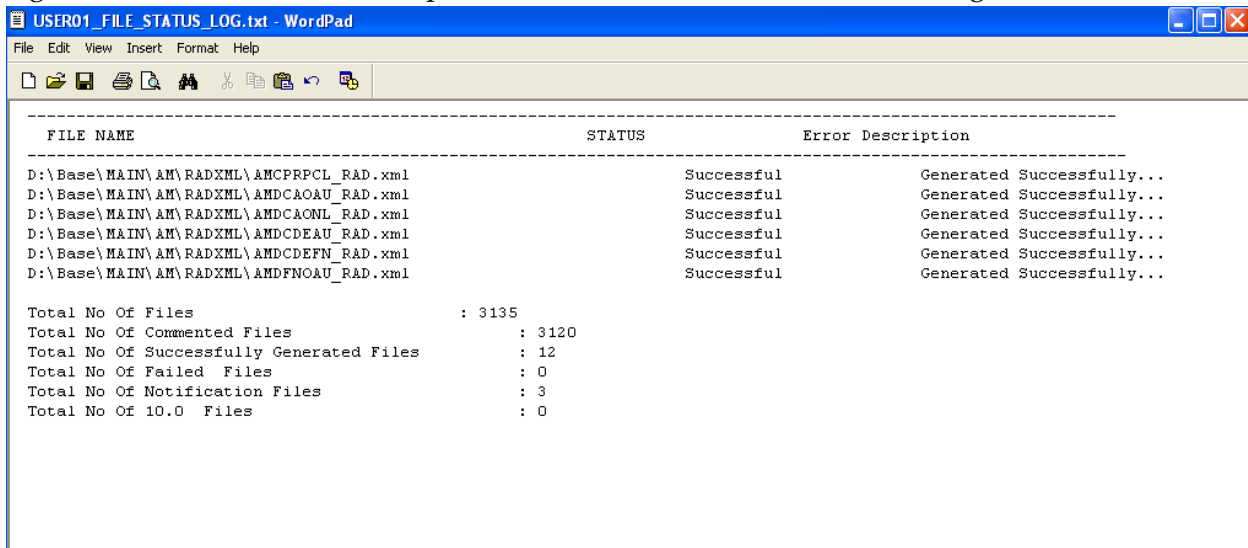 USER01_FILE_STATUS_LOG.txt - WordPad
File Edit View Insert Format Help
FILE NAME STATUS Error Description
D:\Base\MAIN\AM\RADXML\AMCPRPCL_RAD.xml Successful Generated Successfully...
D:\Base\MAIN\AM\RADXML\AMDCAOAU_RAD.xml Successful Generated Successfully...
D:\Base\MAIN\AM\RADXML\AMDCAONL_RAD.xml Successful Generated Successfully...
D:\Base\MAIN\AM\RADXML\AMDCDEAU_RAD.xml Successful Generated Successfully...
D:\Base\MAIN\AM\RADXML\AMDCDEFN_RAD.xml Successful Generated Successfully...
D:\Base\MAIN\AM\RADXML\AMDFNOAU_RAD.xml Successful Generated Successfully...
Total No Of Files : 3135
Total No Of Commented Files : 3120
Total No Of Successfully Generated Files : 12
Total No Of Failed Files : 0
Total No Of Notification Files : 3
Total No Of 10.0 Files : 0